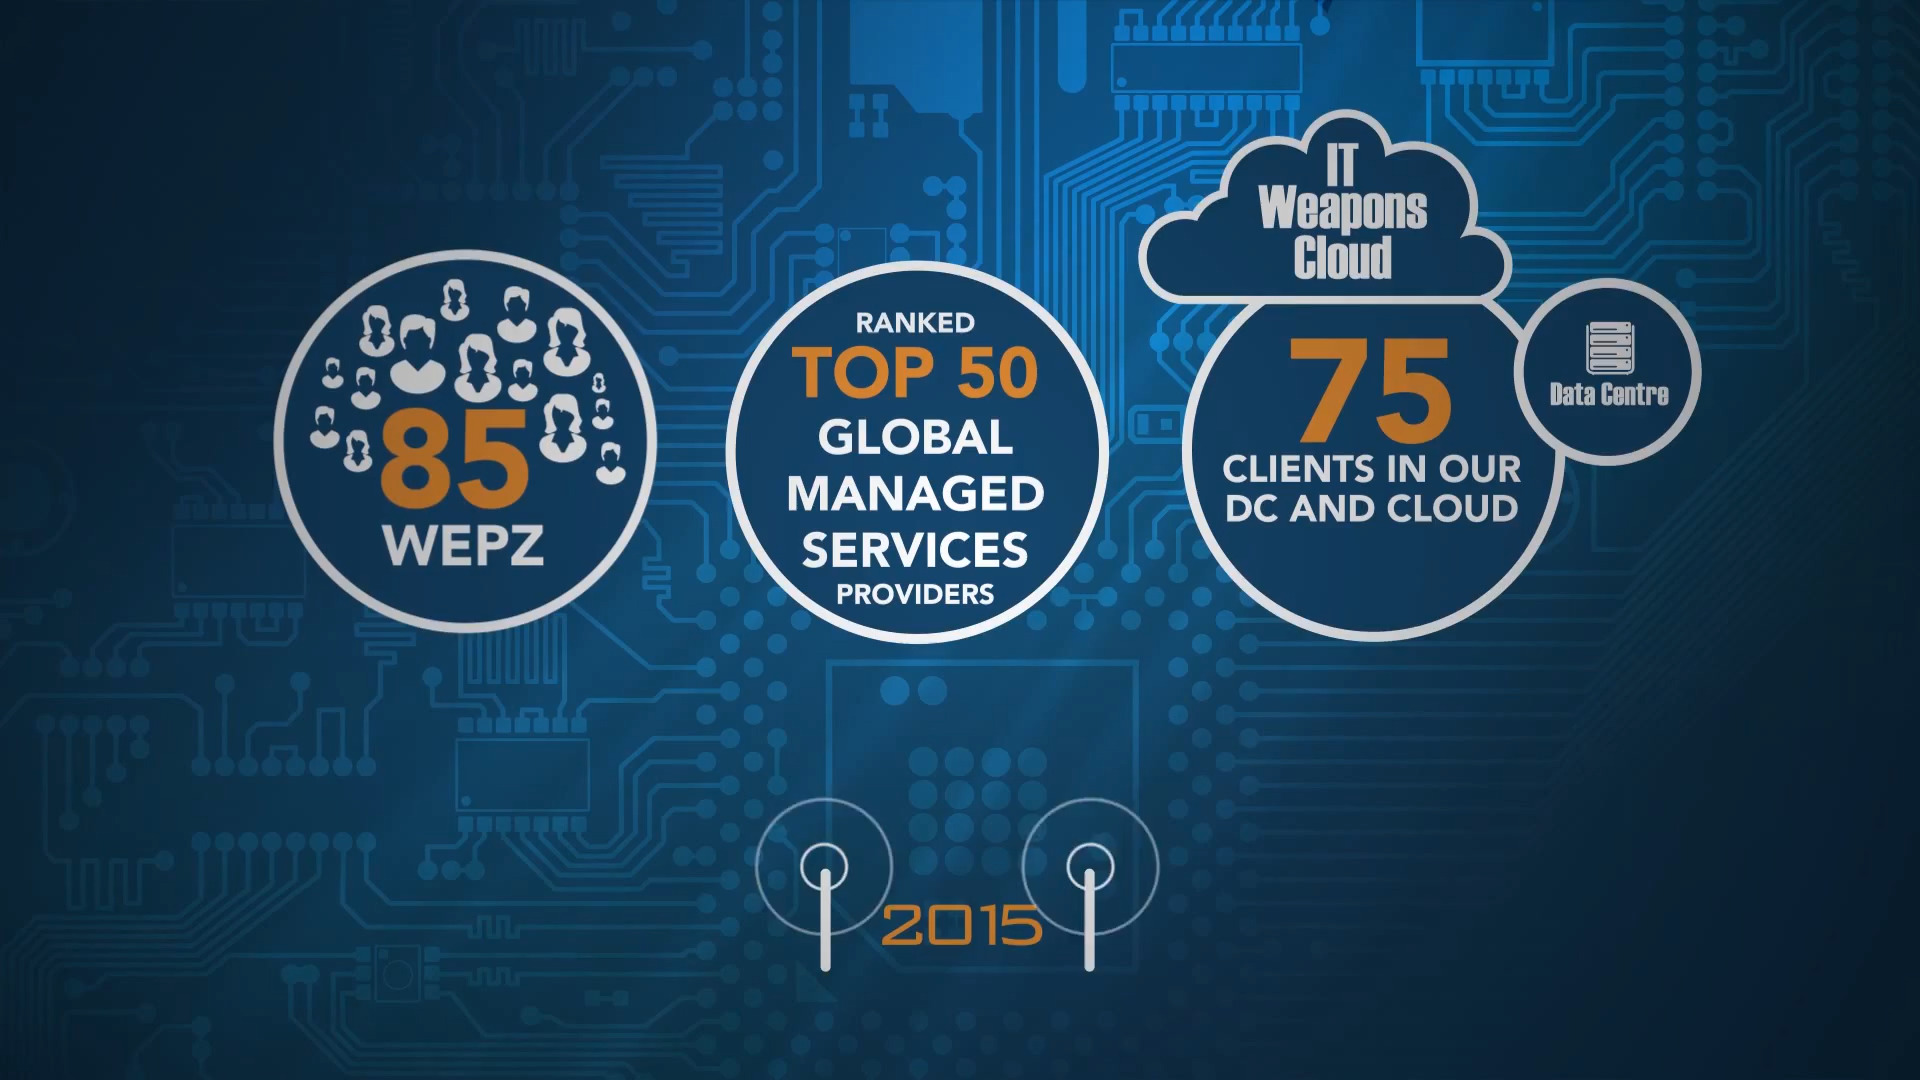 85
WEPZ
RANKED
TOP 50
GLOBAL
MANAGED
SERVICES
PROVIDERS
IT
Weapons
Cloud
75
CLIENTS IN OUR
DC AND CLOUD
Data Centre
2015